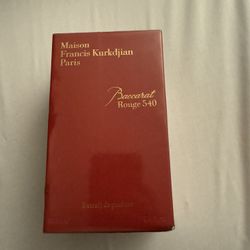 Maison
Francis Kurkdjian
Paris
Baccarat
Rouge 540
Extrait de parfum